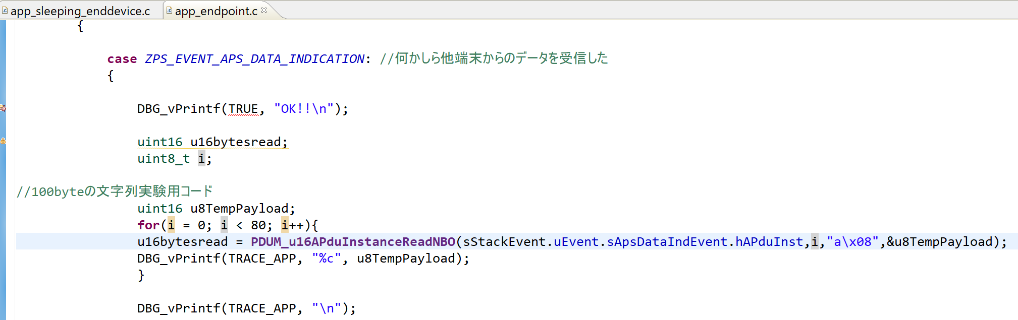 app_sleeping_enddevice.c app_endpoint.c
{
case ZPS_EVENT_APS_DATA_INDICATION: //何かしら他端末からのデータを受信した
{
DBG_vPrintf(TRUE, "OK!!\n");
uint16 u16bytesread;
uint8_t i;
//100byteの文字列実験用コード
uint16 u8TempPayload;
for(i = 0; i < 80; i++){
u16bytesread = PDUM_u16APduInstanceReadNBO(sStackEvent.uEvent.sApsDataIndEvent.hAPduInst,i,"a\x08",&u8TempPayload);
DBG_vPrintf(TRACE_APP, "%c", u8TempPayload);
}
DBG_vPrintf(TRACE_APP, "\n");